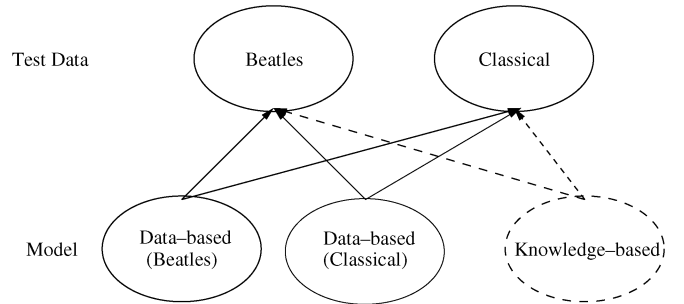 Test Data
Beatles
Classical
Model
Data–based
(Beatles)
Data–based
(Classical)
Knowledge–based